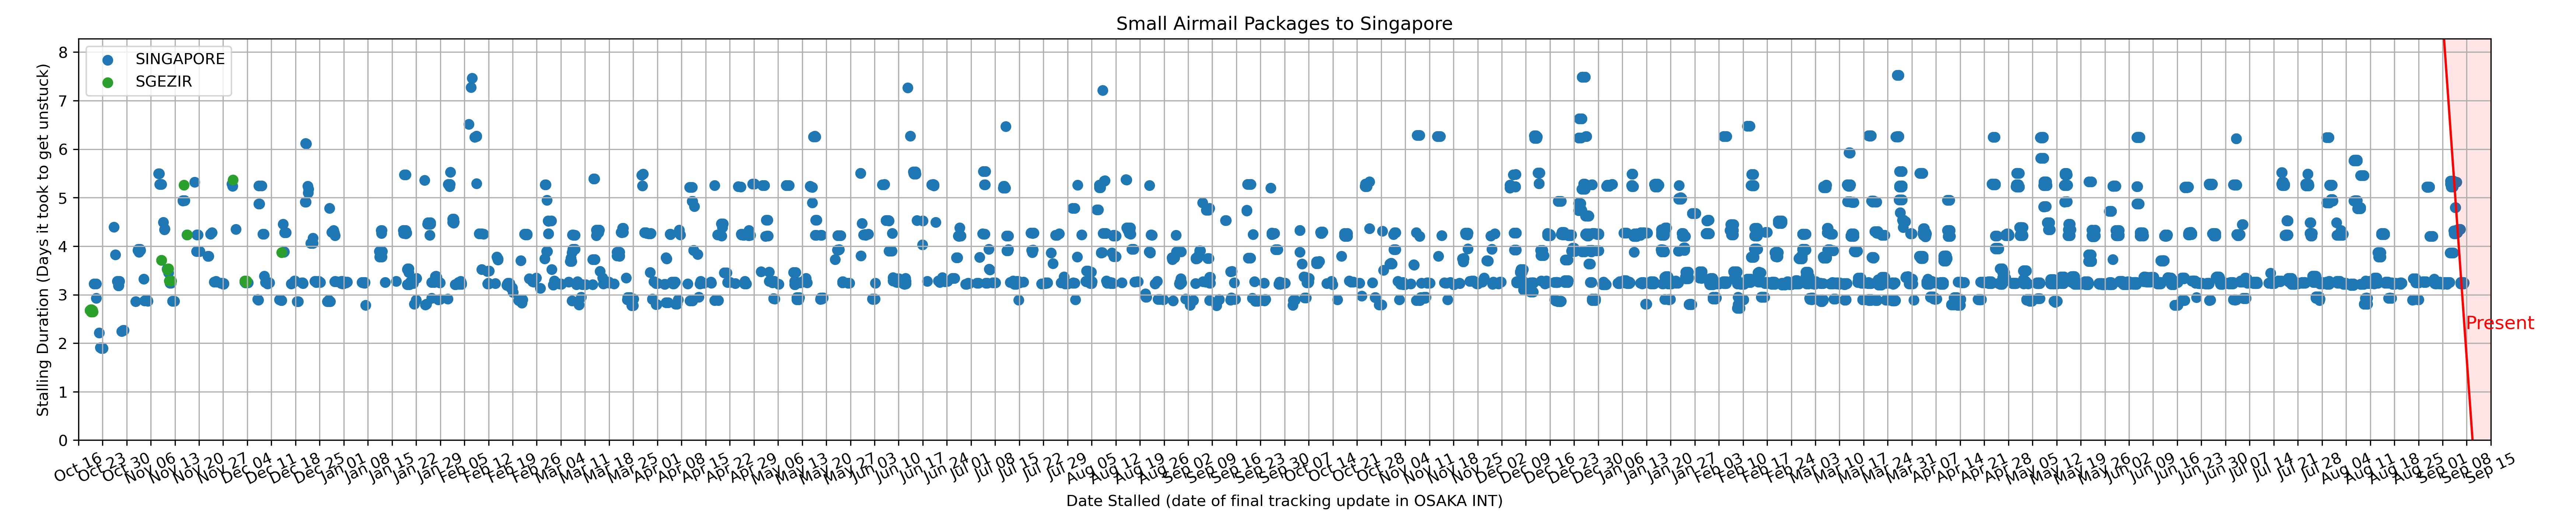 Small Airmail Packages to Singapore
SINGAPORE
SGEZIR
Stalling Duration (Days it took to get unstuck)
8
7
6
5
4
3
2
1
0
Present
Oct 16 Oct 23 Oct 30 Nov 06 Nov 13 Nov 20 Nov 27 Dec 04 Dec 11 Dec 18 Dec 25 Jan 01 Jan 08 Jan 15 Jan 22 Jan 29 Feb 05 Feb 12 Feb 19 Feb 26 Mar 04 Mar 11 Mar 18 Mar 25 Apr 01 Apr 08 Apr 15 Apr 22 Apr 29 May 06 May 13 May 20 May 27 Jun 03 Jun 10 Jun 17 Jun 24 Jul 01 Jul 08 Jul 15 Jul 22 Jul 29 Aug 05 Aug 12 Aug 19 Aug 26 Sep 02 Sep 09 Sep 16 Sep 23 Sep 30 Oct 07 Oct 14 Oct 21 Oct 28 Nov 04 Nov 11 Nov 18 Nov 25 Dec 02 Dec 09 Dec 16 Dec 23 Dec 30 Jan 06 Jan 13 Jan 20 Jan 27 Feb 03 Feb 10 Feb 17 Feb 24 Mar 03 Mar 10 Mar 17 Mar 24 Mar 31 Apr 07 Apr 14 Apr 21 Apr 28 May 05 May 12 May 19 May 26 Jun 02 Jun 09 Jun 16 Jun 23 Jun 30 Jul 07 Jul 14 Jul 21 Jul 28 Aug 04 Aug 11 Aug 18 Aug 25 Sep 01 Sep 08 Sep 15
Date Stalled (date of final tracking update in OSAKA INT)